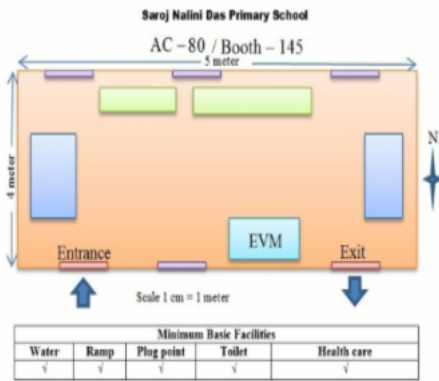 Saroj Nalini Das Primary School
AC – 80 / Booth – 145
5 meter
4 meter
N
EVM
Entrance
Exit
Scale 1 cm = 1 meter
Minimum Basic Facilities
Water Ramp Plug point Toilet Health care
√ √ √ √ √